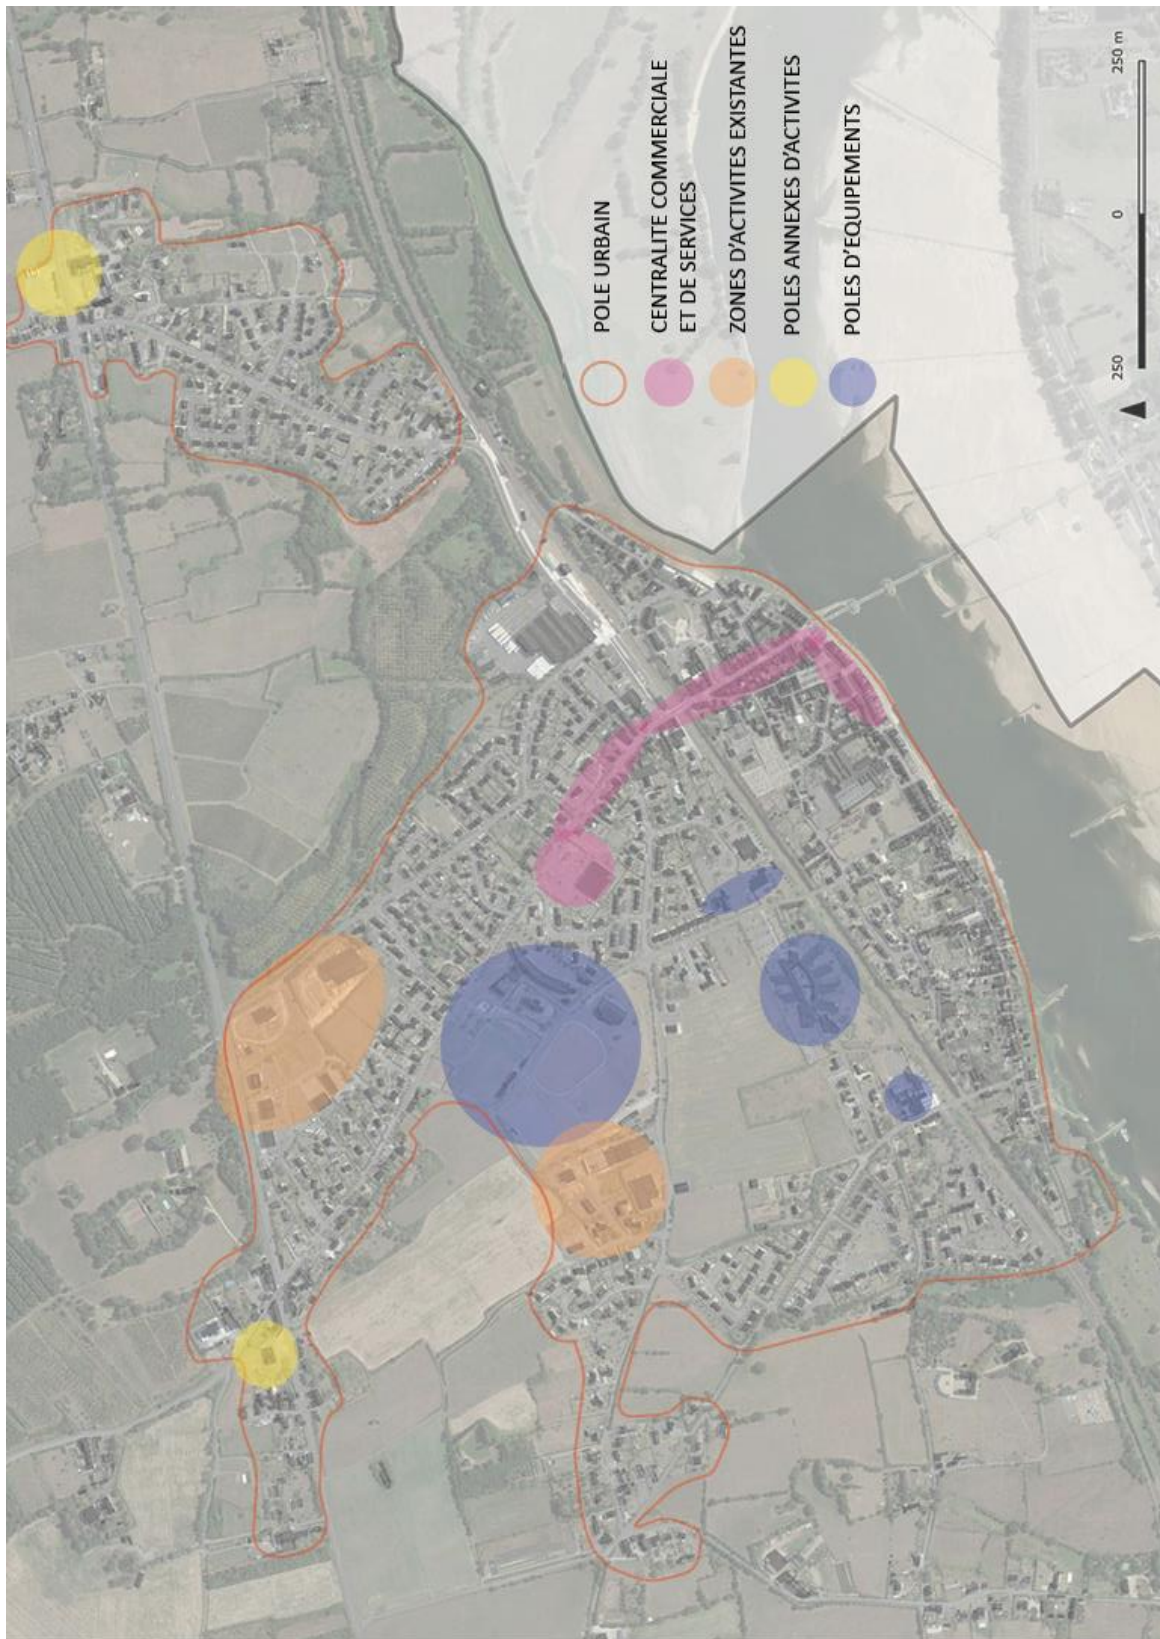 POLE URBAIN
CENTRALITE COMMERCIALE
ET DE SERVICES
ZONES D'ACTIVITES EXISTANTES
POLES ANNEXES D'ACTIVITES
POLES D'EQUIPEMENTS
250 0 250 m